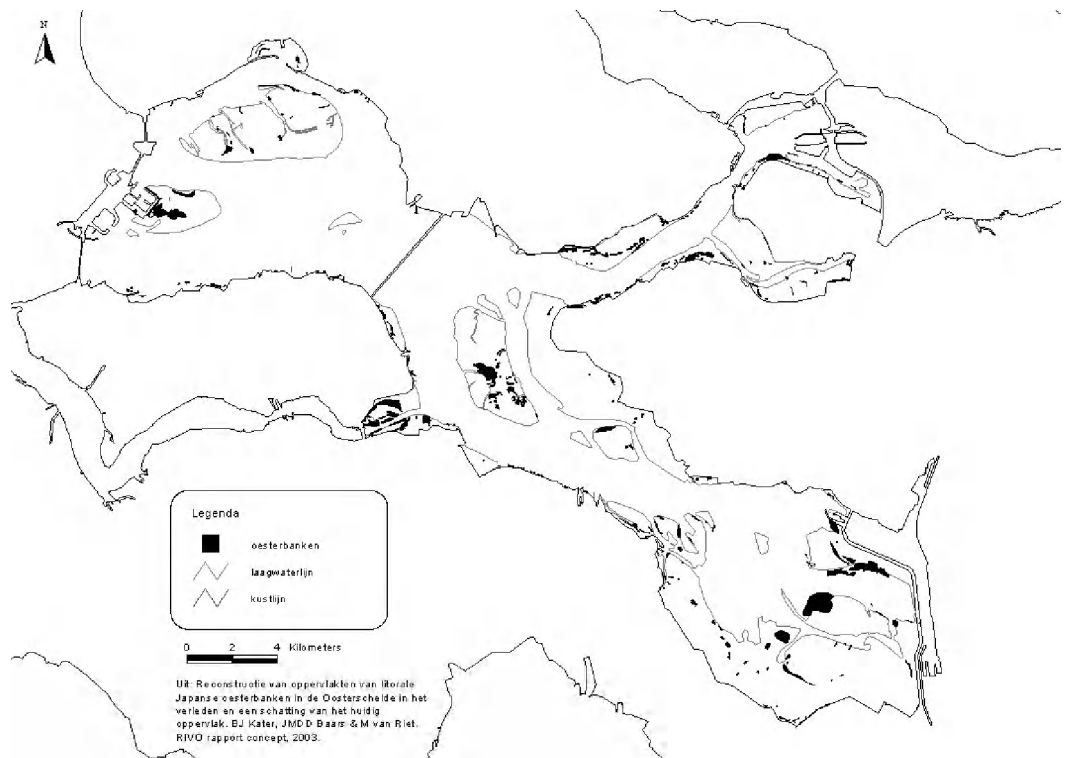 N
Legenda
oesterbanken
laagwaterlijn
kustlijn
0 2 4 Kilometers
Uit: Reconstructie van oppervlakten van litorale
Japanse oesterbanken in de Oosterschelde in het
verleden en een schatting van het huidig
oppervlak. BJ Kater, JMDD Baars & M van Riet.
RIVO rapport concept, 2003.